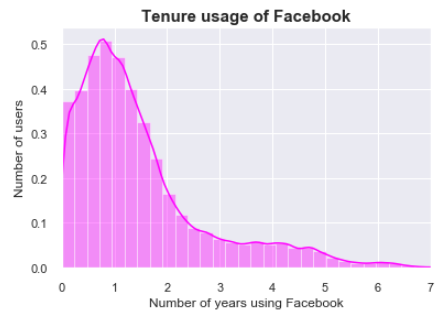 Tenure usage of Facebook
Number of users
0.5
0.4
0.3
0.2
0.1
0.0
0 1 2 3 4 5 6 7
Number of years using Facebook